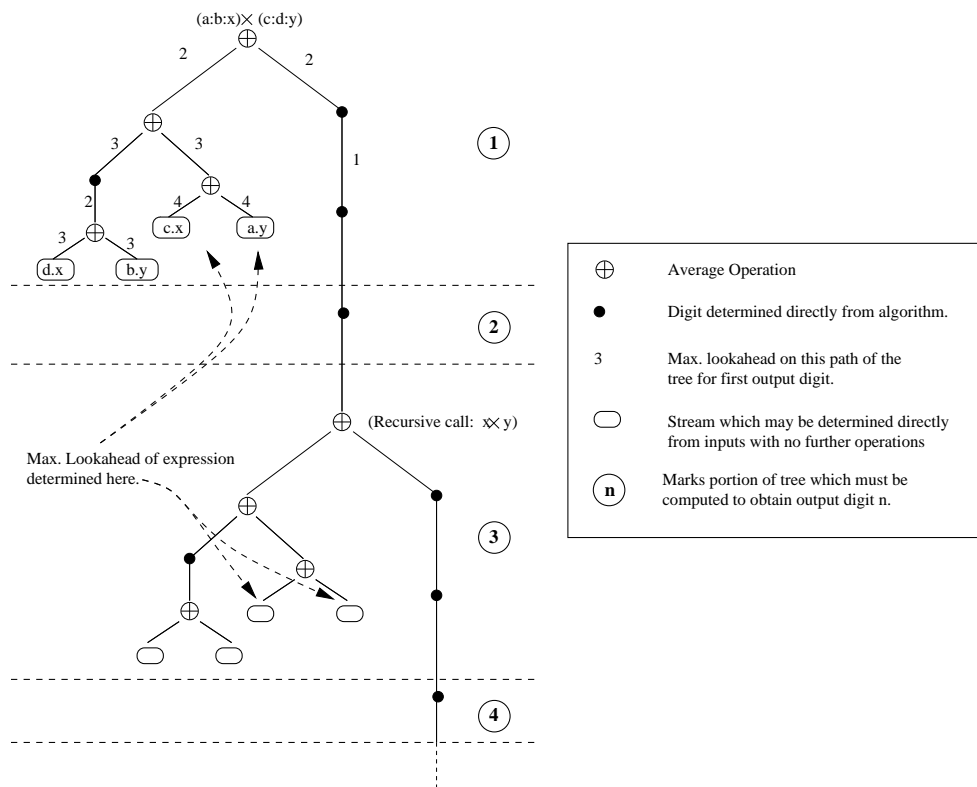 (a:b:x)× (c:d:y)
2
2
3
3
1
1
2
4
4
c.x
a.y
3
3
d.x
b.y
2
Average Operation
Digit determined directly from algorithm.
3
Max. lookahead on this path of the
tree for first output digit.
Stream which may be determined directly
from inputs with no further operations
n
Marks portion of tree which must be
computed to obtain output digit n.
(Recursive call: x× y)
Max. Lookahead of expression
determined here.
3
4